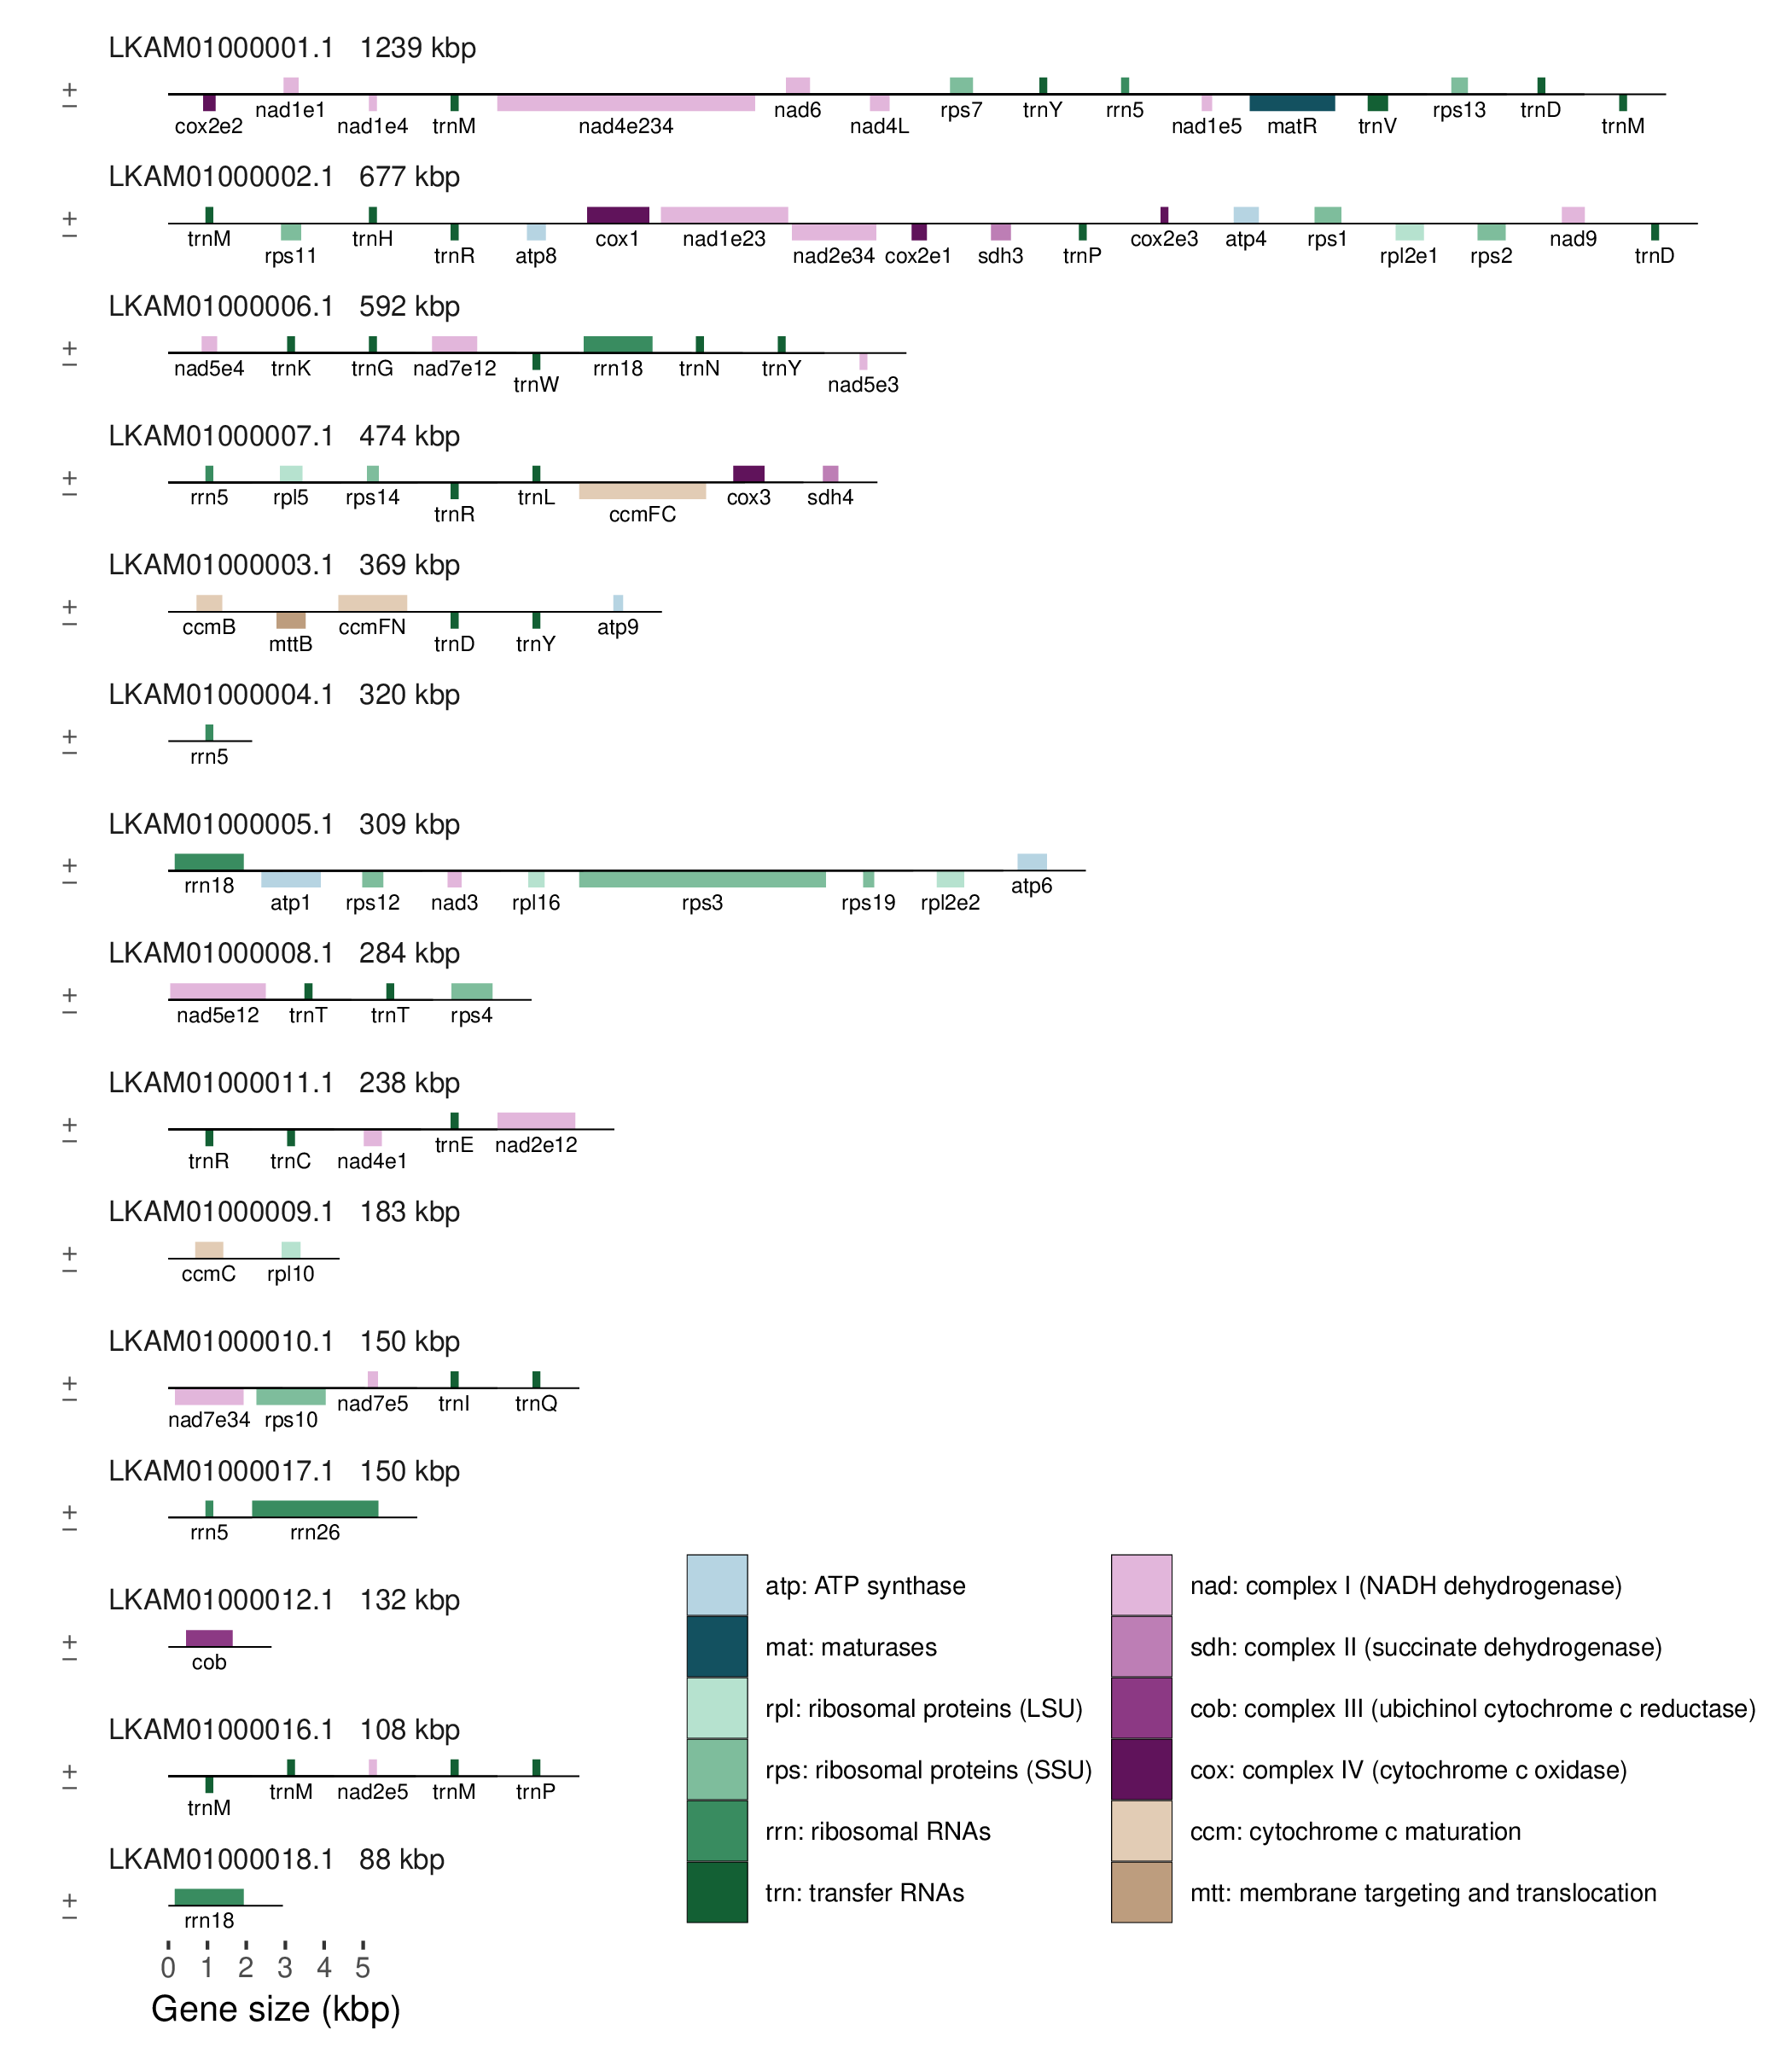 LKAM01000001.1 1239 kbp
+
−
cox2e2 nad1e1 nad1e4 trnM nad4e234 nad6 nad4L rps7 trnY rrn5 nad1e5 matR trnV rps13 trnD trnM
LKAM01000002.1 677 kbp
+
−
trnM rps11 trnH trnR atp8 cox1 nad1e23 nad2e34 cox2e1 sdh3 trnP cox2e3 atp4 rps1 rpl2e1 rps2 nad9 trnD
LKAM01000006.1 592 kbp
+
−
nad5e4 trnK trnG nad7e12 trnW rrn18 trnN trnY nad5e3
LKAM01000007.1 474 kbp
+
−
rrn5 rpl5 rps14 trnR trnL ccmFC cox3 sdh4
LKAM01000003.1 369 kbp
+
−
ccmB mttB ccmFN trnD trnY atp9
LKAM01000004.1 320 kbp
+
−
rrn5
LKAM01000005.1 309 kbp
+
−
rrn18 atp1 rps12 nad3 rpl16 rps3 rps19 rpl2e2 atp6
LKAM01000008.1 284 kbp
+
−
nad5e12 trnT trnT rps4
LKAM01000011.1 238 kbp
+
−
trnR trnC nad4e1 trnE nad2e12
LKAM01000009.1 183 kbp
+
−
ccmC rpl10
LKAM01000010.1 150 kbp
+
−
nad7e34 rps10 nad7e5 trnI trnQ
LKAM01000017.1 150 kbp
+
−
rrn5 rrn26
LKAM01000012.1 132 kbp
+
−
cob
LKAM01000016.1 108 kbp
+
−
trnM trnM nad2e5 trnM trnP
LKAM01000018.1 88 kbp
+
−
rrn18
0 1 2 3 4 5
Gene size (kbp)
atp: ATP synthase
mat: maturases
rpl: ribosomal proteins (LSU)
rps: ribosomal proteins (SSU)
rrn: ribosomal RNAs
trn: transfer RNAs
nad: complex I (NADH dehydrogenase)
sdh: complex II (succinate dehydrogenase)
cob: complex III (ubichinol cytochrome c reductase)
cox: complex IV (cytochrome c oxidase)
ccm: cytochrome c maturation
mtt: membrane targeting and translocation